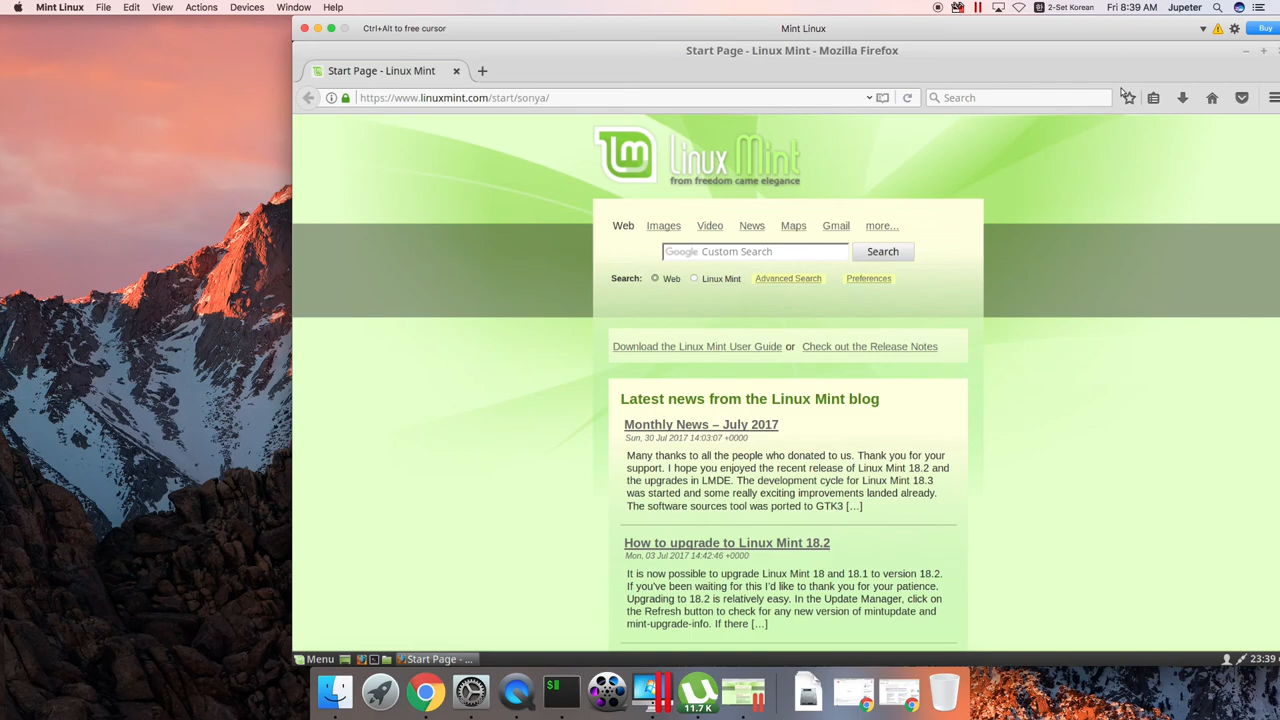 Mint Linux File Edit View Actions Devices Window Help 2-Set Korean Fri 8:39 AM Jupeter
Ctrl+Alt to free cursor Mint Linux Buy
Start Page - Linux Mint - Mozilla Firefox
Start Page - Linux Mint
https://www.linuxmint.com/start/sonya/ Search
lm Linux Mint
from freedom came elegance
Web Images Video News Maps Gmail more...
Google Custom Search Search
Search: Web Linux Mint Advanced Search Preferences
Download the Linux Mint User Guide or Check out the Release Notes
Latest news from the Linux Mint blog
Monthly News – July 2017
Sun, 30 Jul 2017 14:03:07 +0000
Many thanks to all the people who donated to us. Thank you for your
support. I hope you enjoyed the recent release of Linux Mint 18.2 and
the upgrades in LMDE. The development cycle for Linux Mint 18.3
was started and some really exciting improvements landed already.
The software sources tool was ported to GTK3 […]
How to upgrade to Linux Mint 18.2
Mon, 03 Jul 2017 14:42:46 +0000
It is now possible to upgrade Linux Mint 18 and 18.1 to version 18.2.
If you've been waiting for this I'd like to thank you for your patience.
Upgrading to 18.2 is relatively easy. In the Update Manager, click on
the Refresh button to check for any new version of mintupdate and
mint-upgrade-info. If there […]
Menu Start Page - ... 23:39
$
11.7 K